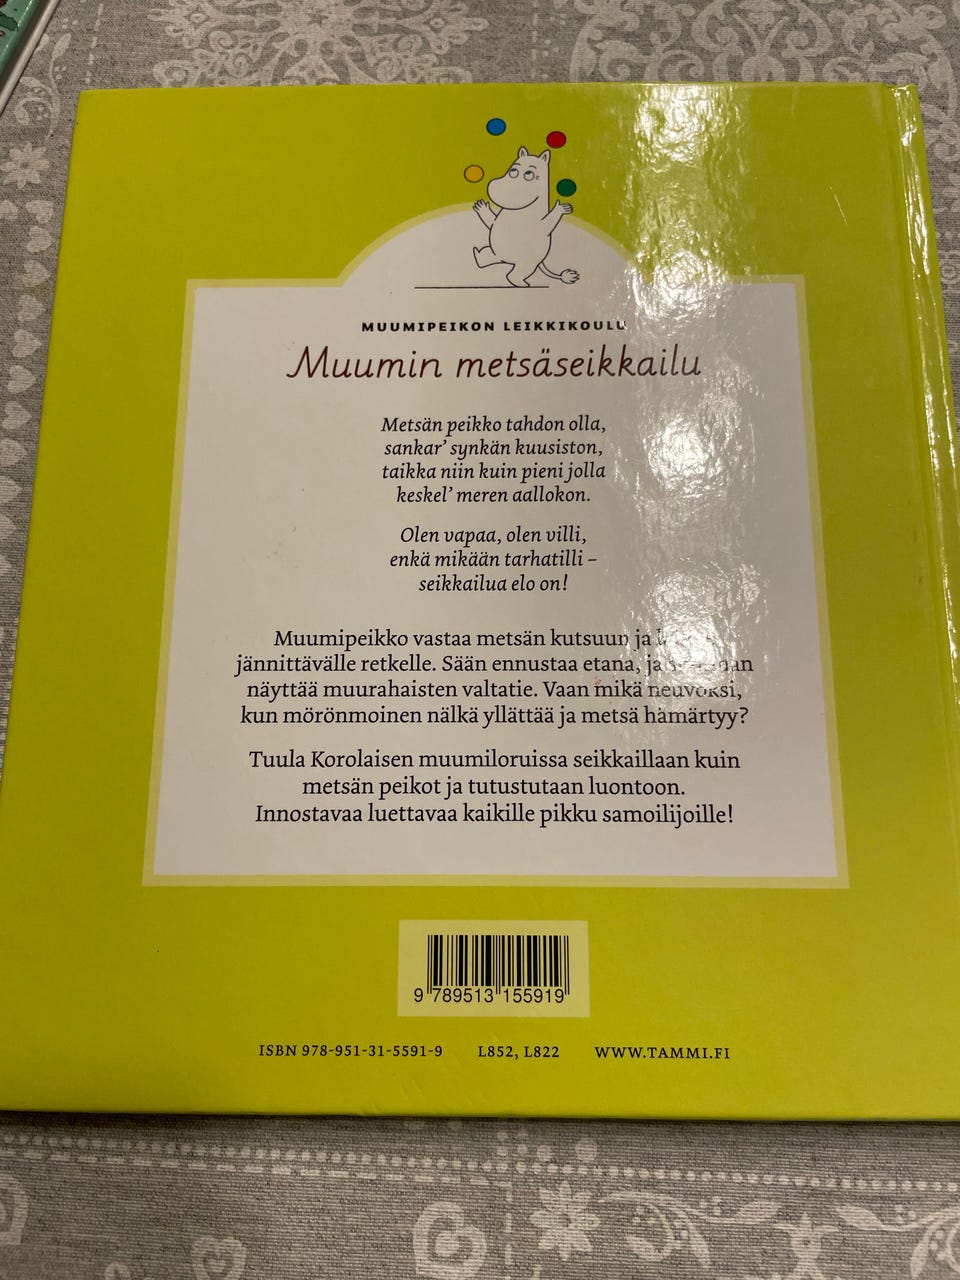 MUUMIPEIKON LEIKKIKOULU
Muumin metsäseikkailu
Metsän peikko tahdon olla,
sankar' synkän kuusiston,
taikka niin kuin pieni jolla
keskel' meren aallokon.
Olen vapaa, olen villi,
enkä mikään tarhatilli –
seikkailua elo on!
Muumipeikko vastaa metsän kutsuun ja
jännittävälle retkelle. Sään ennustaa etana, ja
näyttää muurahaisten valtatie. Vaan mikä neuvoksi,
kun mörönmoinen nälkä yllättää ja metsä hämärtyy?
Tuula Korolaisen muumiloruissa seikkaillaan kuin
metsän peikot ja tutustutaan luontoon.
Innostavaa luettavaa kaikille pikku samoilijoille!
9 789513 155919
ISBN 978-951-31-5591-9 L852, L822 WWW.TAMMI.FI